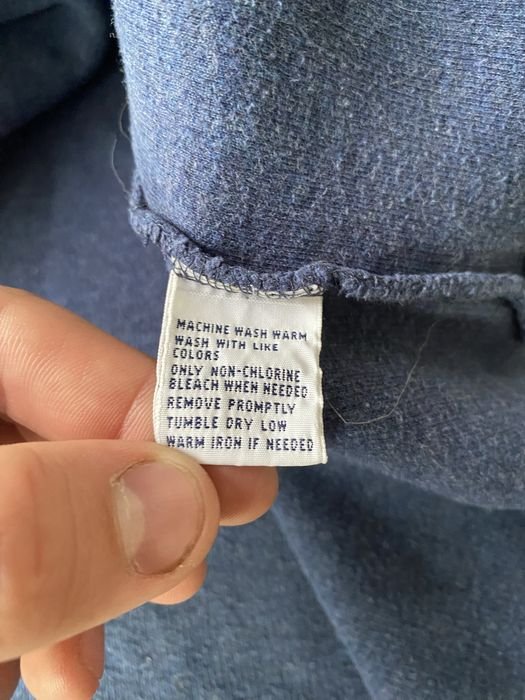 MACHINE WASH WARM
WASH WITH LIKE
COLORS
ONLY NON-CHLORINE
BLEACH WHEN NEEDED
REMOVE PROMPTLY
TUMBLE DRY LOW
WARM IRON IF NEEDED